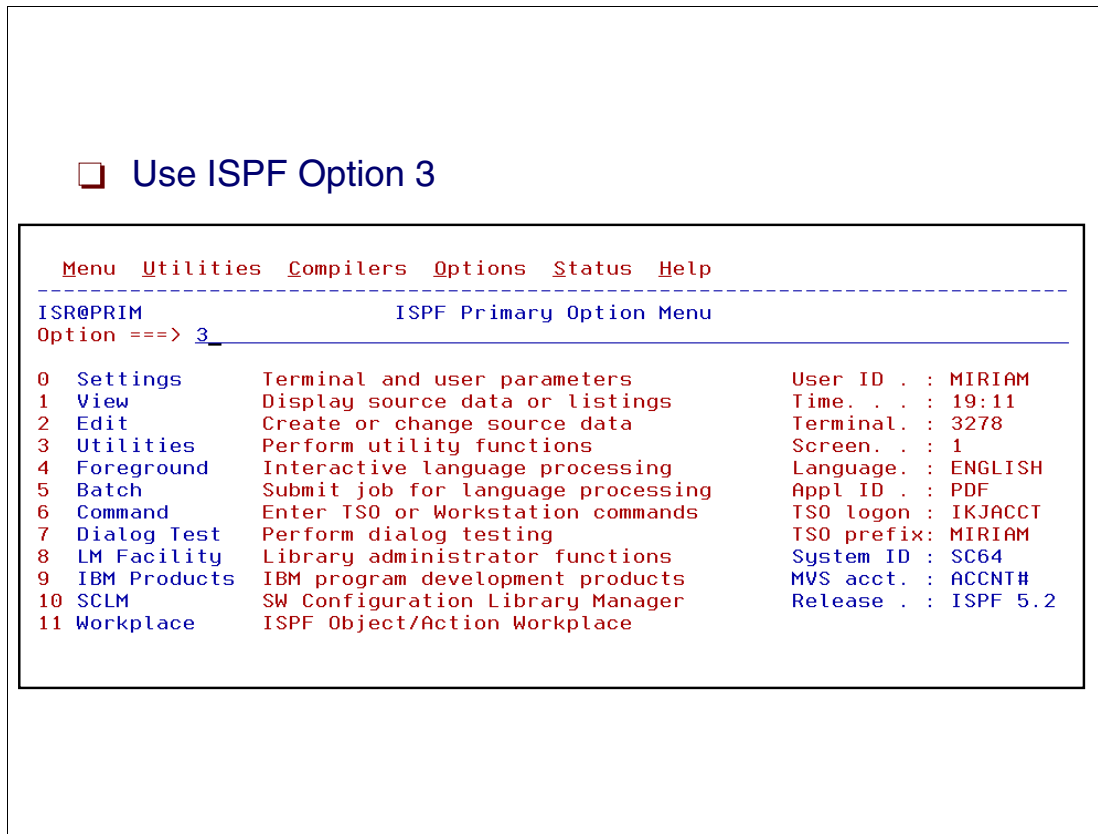 ❏ Use ISPF Option 3
Menu Utilities Compilers Options Status Help
------------------------------------------------------------------------------
ISR@PRIM ISPF Primary Option Menu
Option ===> 3_
0 Settings Terminal and user parameters User ID . : MIRIAM
1 View Display source data or listings Time. . . : 19:11
2 Edit Create or change source data Terminal. : 3278
3 Utilities Perform utility functions Screen. . : 1
4 Foreground Interactive language processing Language. : ENGLISH
5 Batch Submit job for language processing Appl ID . : PDF
6 Command Enter TSO or Workstation commands TSO logon : IKJACCT
7 Dialog Test Perform dialog testing TSO prefix: MIRIAM
8 LM Facility Library administrator functions System ID : SC64
9 IBM Products IBM program development products MVS acct. : ACCNT#
10 SCLM SW Configuration Library Manager Release . : ISPF 5.2
11 Workplace ISPF Object/Action Workplace